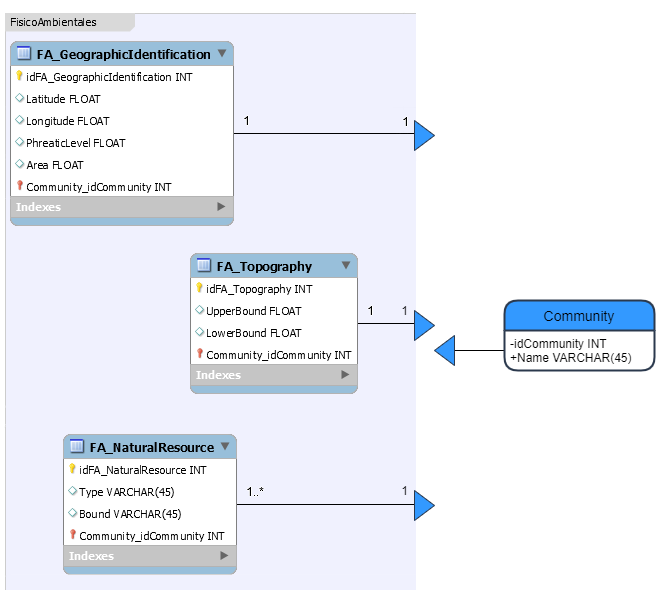 FisicoAmbientales
FA_GeographicIdentification
idFA_GeographicIdentification INT
Latitude FLOAT
Longitude FLOAT
PhreaticLevel FLOAT
Area FLOAT
Community_idCommunity INT
Indexes
1 1
FA_Topography
idFA_Topography INT
UpperBound FLOAT
LowerBound FLOAT
Community_idCommunity INT
Indexes
1 1
Community
-idCommunity INT
+Name VARCHAR(45)
FA_NaturalResource
idFA_NaturalResource INT
Type VARCHAR(45)
Bound VARCHAR(45)
Community_idCommunity INT
Indexes
1..* 1